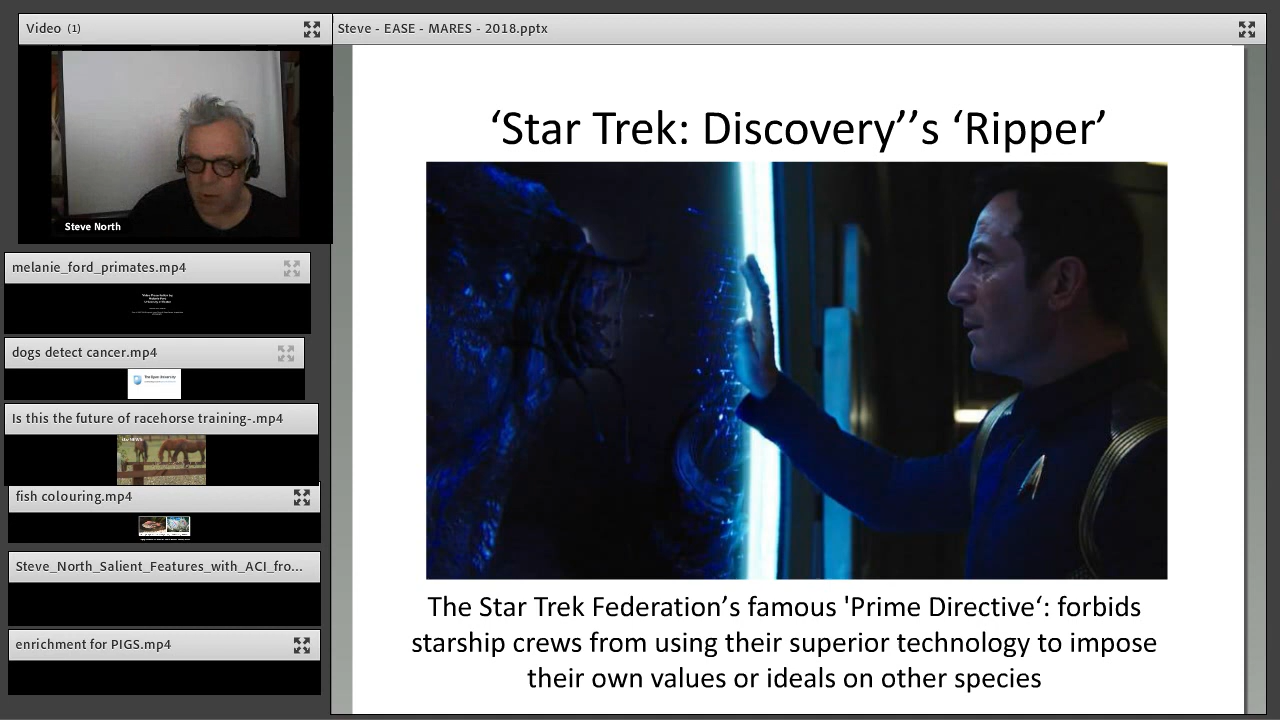 Video (1)
Steve North
melanie_ford_primates.mp4
dogs detect cancer.mp4
The Open University
Is this the future of racehorse training-.mp4
fish colouring.mp4
Steve_North_Salient_Features_with_ACI_fro...
enrichment for PIGS.mp4
Steve - EASE - MARES - 2018.pptx
‘Star Trek: Discovery’’s ‘Ripper’
The Star Trek Federation’s famous 'Prime Directive‘: forbids
starship crews from using their superior technology to impose
their own values or ideals on other species